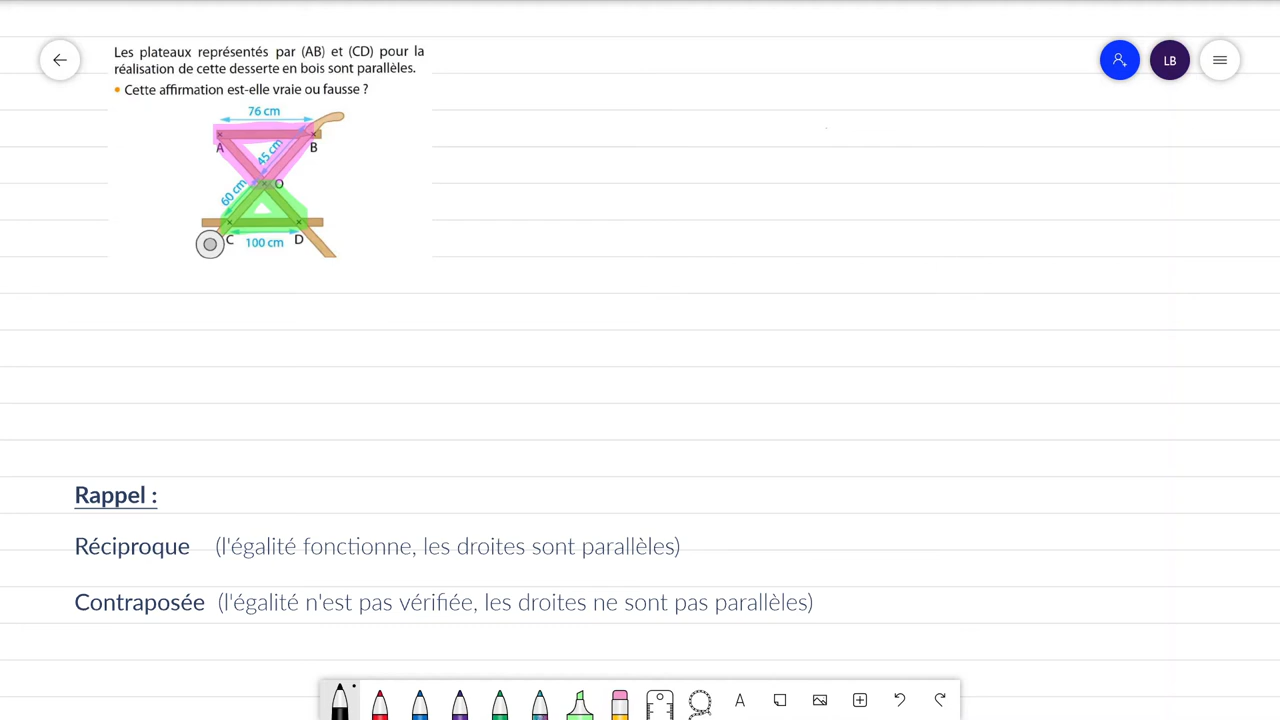 Les plateaux représentés par (AB) et (CD) pour la
réalisation de cette desserte en bois sont parallèles.
• Cette affirmation est-elle vraie ou fausse ?
LB
76 cm
A
B
45 cm
O
60 cm
C
100 cm
D
Rappel :
Réciproque (l'égalité fonctionne, les droites sont parallèles)
Contraposée (l'égalité n'est pas vérifiée, les droites ne sont pas parallèles)
A